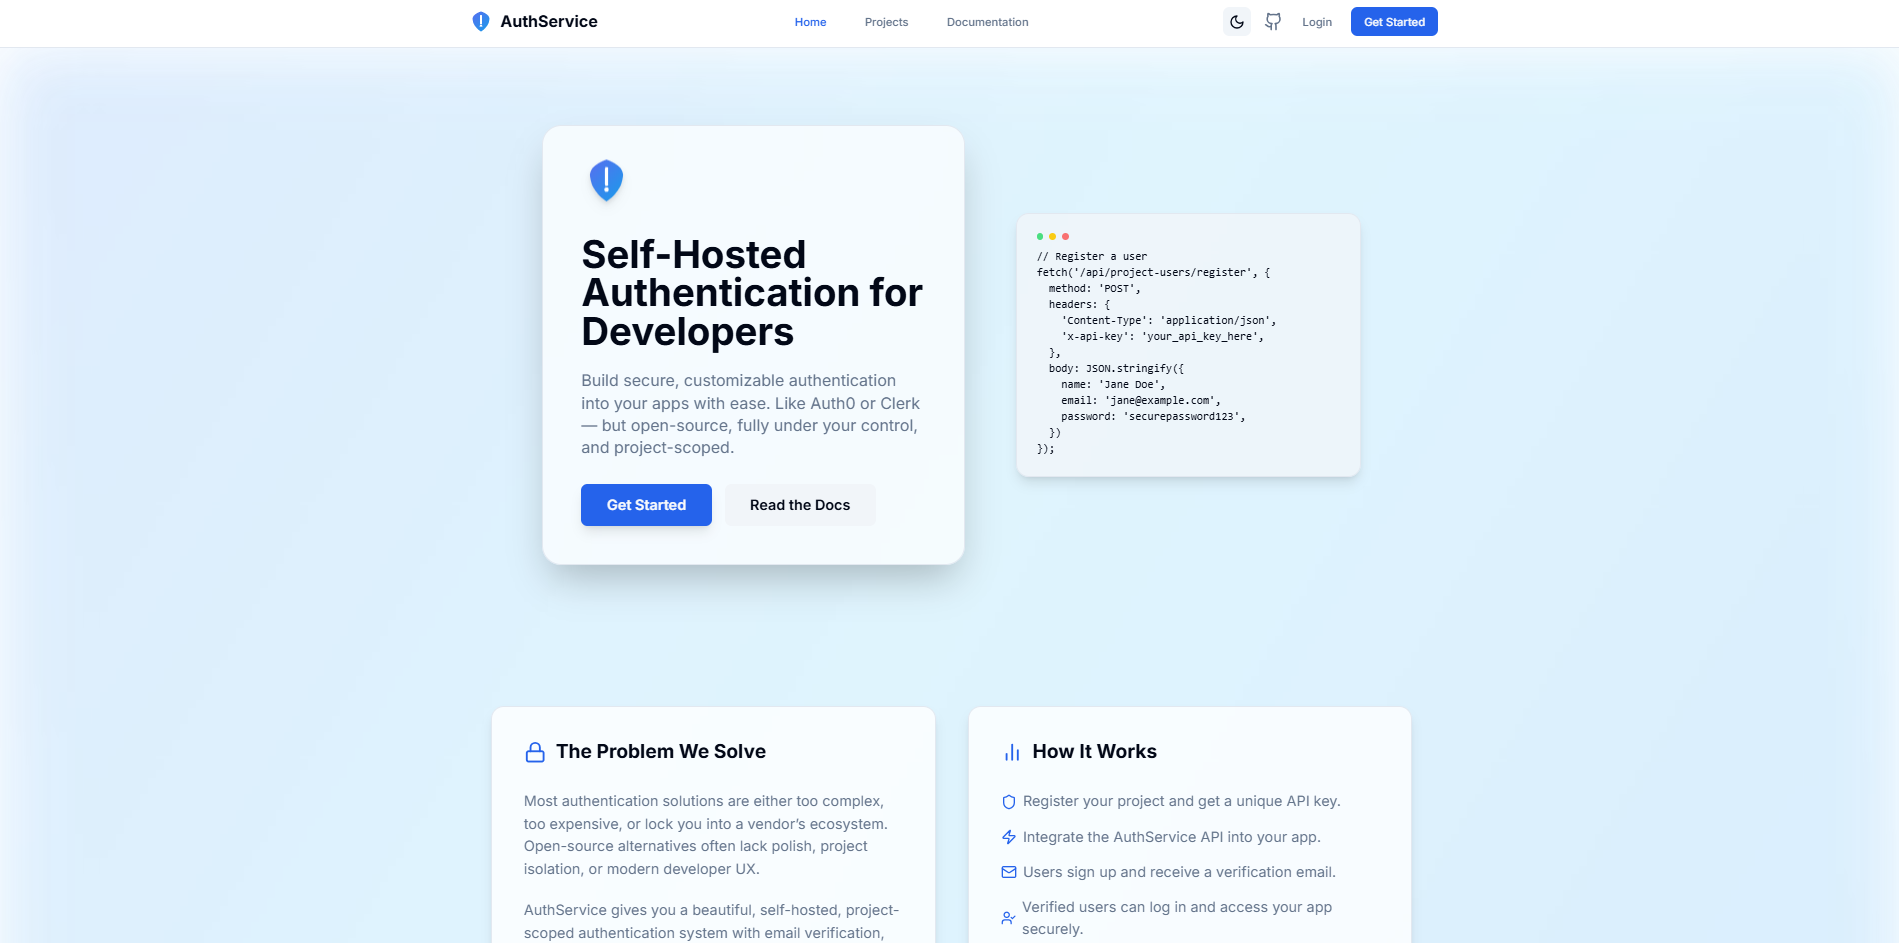 AuthService
Home
Projects
Documentation
Login
Get Started
Self-Hosted
Authentication for
Developers
Build secure, customizable authentication
into your apps with ease. Like Auth0 or Clerk
— but open-source, fully under your control,
and project-scoped.
Get Started
Read the Docs
// Register a user
fetch('/api/project-users/register', {
  method: 'POST',
  headers: {
    'Content-Type': 'application/json',
    'x-api-key': 'your_api_key_here',
  },
  body: JSON.stringify({
    name: 'Jane Doe',
    email: 'jane@example.com',
    password: 'securepassword123',
  })
});
The Problem We Solve
Most authentication solutions are either too complex,
too expensive, or lock you into a vendor’s ecosystem.
Open-source alternatives often lack polish, project
isolation, or modern developer UX.
AuthService gives you a beautiful, self-hosted, project-
scoped authentication system with email verification,
How It Works
Register your project and get a unique API key.
Integrate the AuthService API into your app.
Users sign up and receive a verification email.
Verified users can log in and access your app
securely.